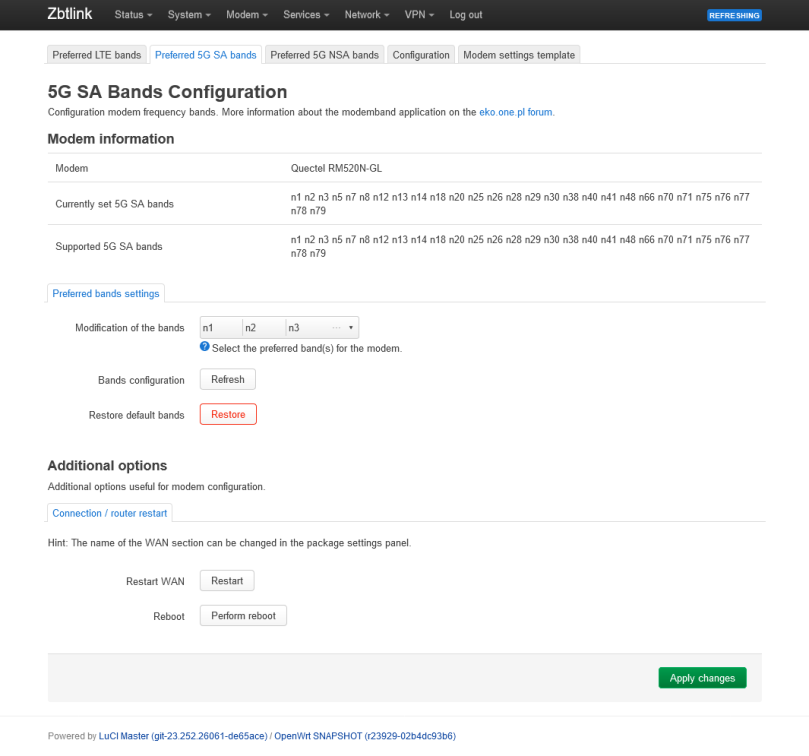 Zbtlink Status System Modem Services Network VPN Log out REFRESHING
Preferred LTE bands Preferred 5G SA bands Preferred 5G NSA bands Configuration Modem settings template
5G SA Bands Configuration
Configuration modem frequency bands. More information about the modemband application on the eko.one.pl forum.
Modem information
Modem Quectel RM520N-GL
Currently set 5G SA bands n1 n2 n3 n5 n7 n8 n12 n13 n14 n18 n20 n25 n26 n28 n29 n30 n38 n40 n41 n48 n66 n70 n71 n75 n76 n77
n78 n79
Supported 5G SA bands n1 n2 n3 n5 n7 n8 n12 n13 n14 n18 n20 n25 n26 n28 n29 n30 n38 n40 n41 n48 n66 n70 n71 n75 n76 n77
n78 n79
Preferred bands settings
Modification of the bands n1 n2 n3 ···
? Select the preferred band(s) for the modem.
Bands configuration Refresh
Restore default bands Restore
Additional options
Additional options useful for modem configuration.
Connection / router restart
Hint: The name of the WAN section can be changed in the package settings panel.
Restart WAN Restart
Reboot Perform reboot
Apply changes
Powered by LuCI Master (git-23.252.26061-de65ace) / OpenWrt SNAPSHOT (r23929-02b4dc93b6)